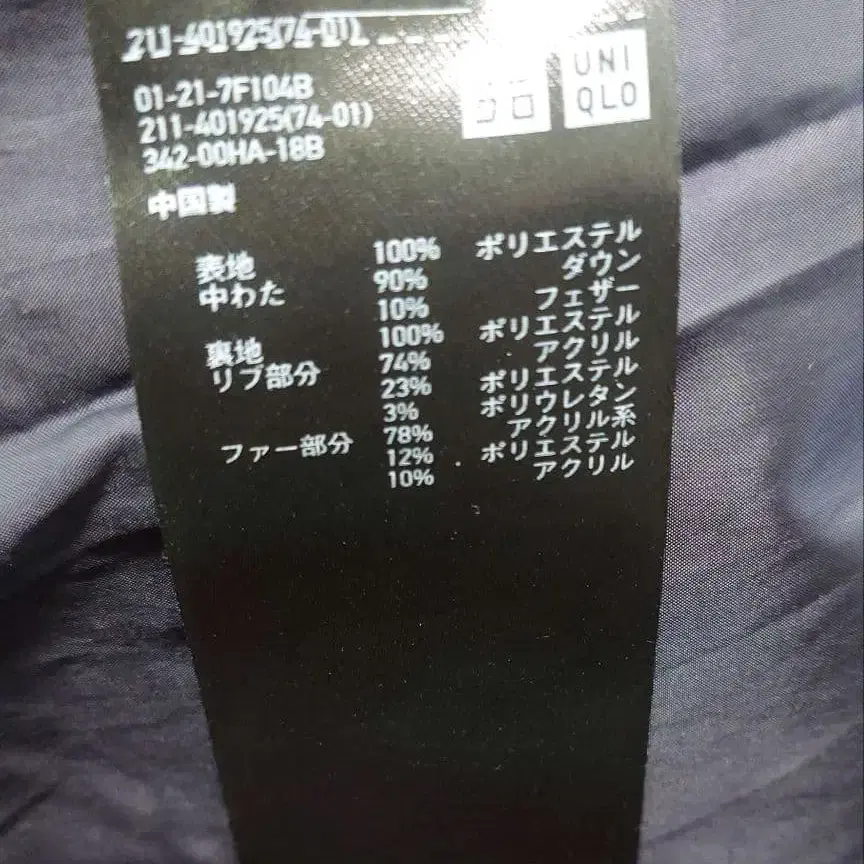 211-401925(74-01)
UNI
QLO
01-21-7F104B
211-401925(74-01)
342-00HA-18B
中国製
表地 100% ポリエステル
中わた 90% ダウン
10% フェザー
裏地 100% ポリエステル
リブ部分 74% アクリル
23% ポリエステル
3% ポリウレタン
ファー部分 78% アクリル系
12% ポリエステル
10% アクリル